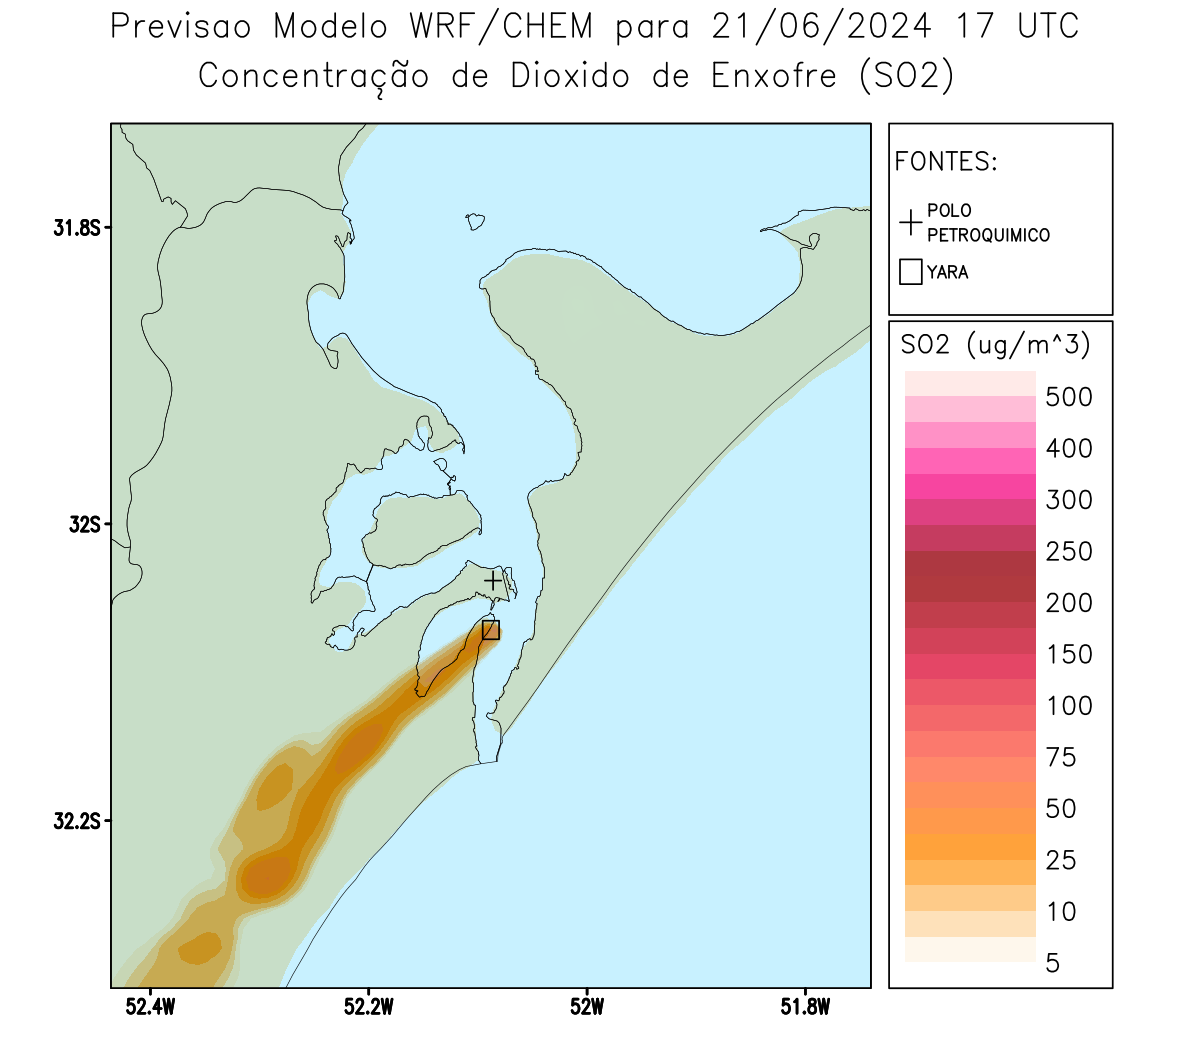 Previsao Modelo WRF/CHEM para 21/06/2024 17 UTC
Concentração de Dioxido de Enxofre (SO2)
FONTES:
POLO
PETROQUIMICO
YARA
SO2 (ug/m^3)
500
400
300
250
200
150
100
75
50
25
10
5
31.8S
32S
32.2S
52.4W
52.2W
52W
51.8W